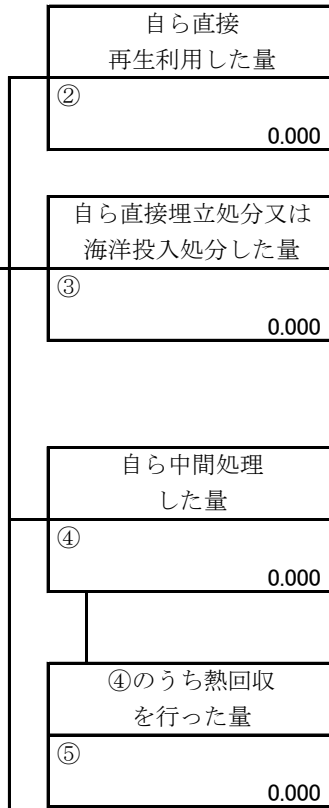 自ら直接
再生利用した量
②
0.000
自ら直接埋立処分又は
海洋投入処分した量
③
0.000
自ら中間処理
した量
④
0.000
④のうち熱回収
を行った量
⑤
0.000